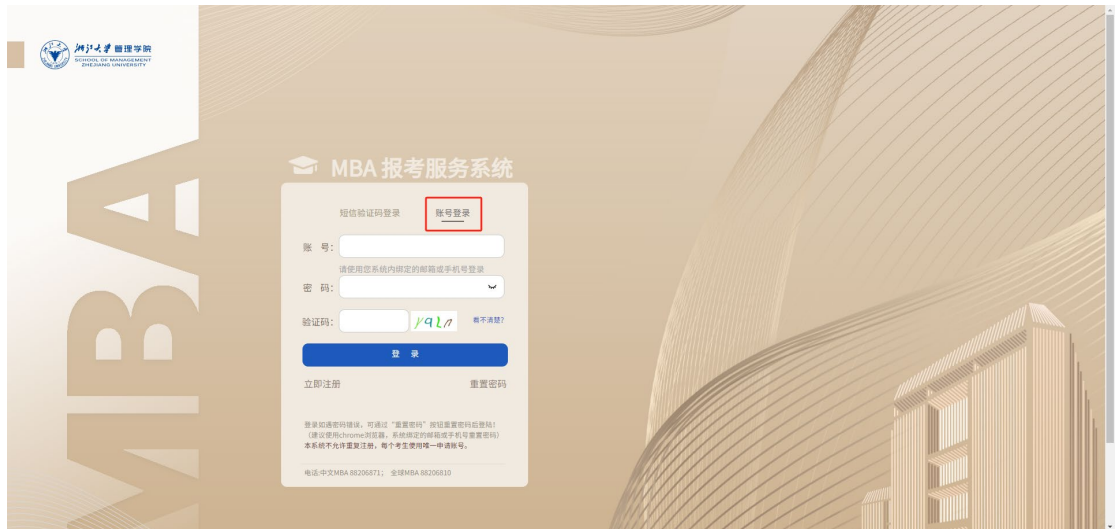 浙江大学 管理学院
SCHOOL OF MANAGEMENT
ZHEJIANG UNIVERSITY
MBA
MBA 报考服务系统
短信验证码登录 账号登录
账 号:
请使用您系统内绑定的邮箱或手机号登录
密 码:
验证码: 看不清楚?
登 录
立即注册 重置密码
登录如遇密码错误，可通过“重置密码”按钮重置密码后登陆!
(建议使用chrome浏览器，系统绑定的邮箱或手机号重置密码)
本系统不允许重复注册，每个考生使用唯一申请账号。
电话:中文MBA 88206871； 全球MBA 88206810